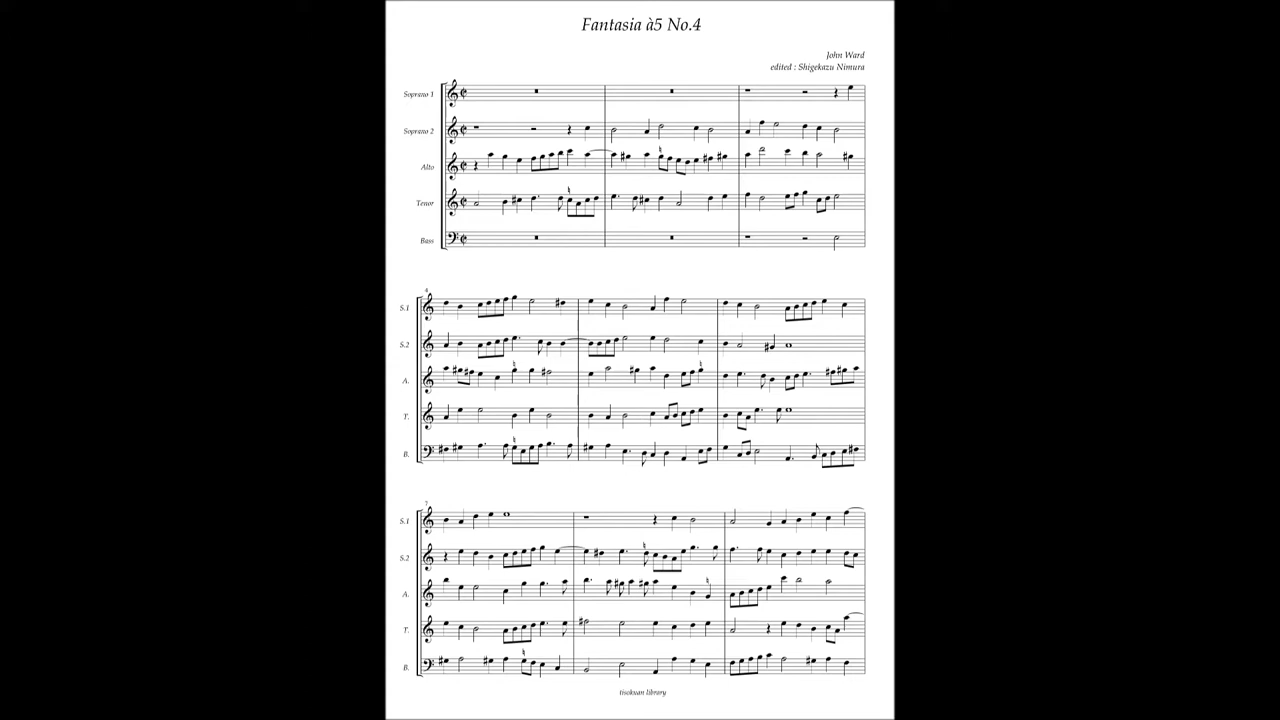 Fantasia à5 No.4
John Ward
edited : Shigekazu Nimura
Soprano 1
Soprano 2
Alto
Tenor
Bass
4
S.1
S.2
A.
T.
B.
7
S.1
S.2
A.
T.
B.
tisokuan library